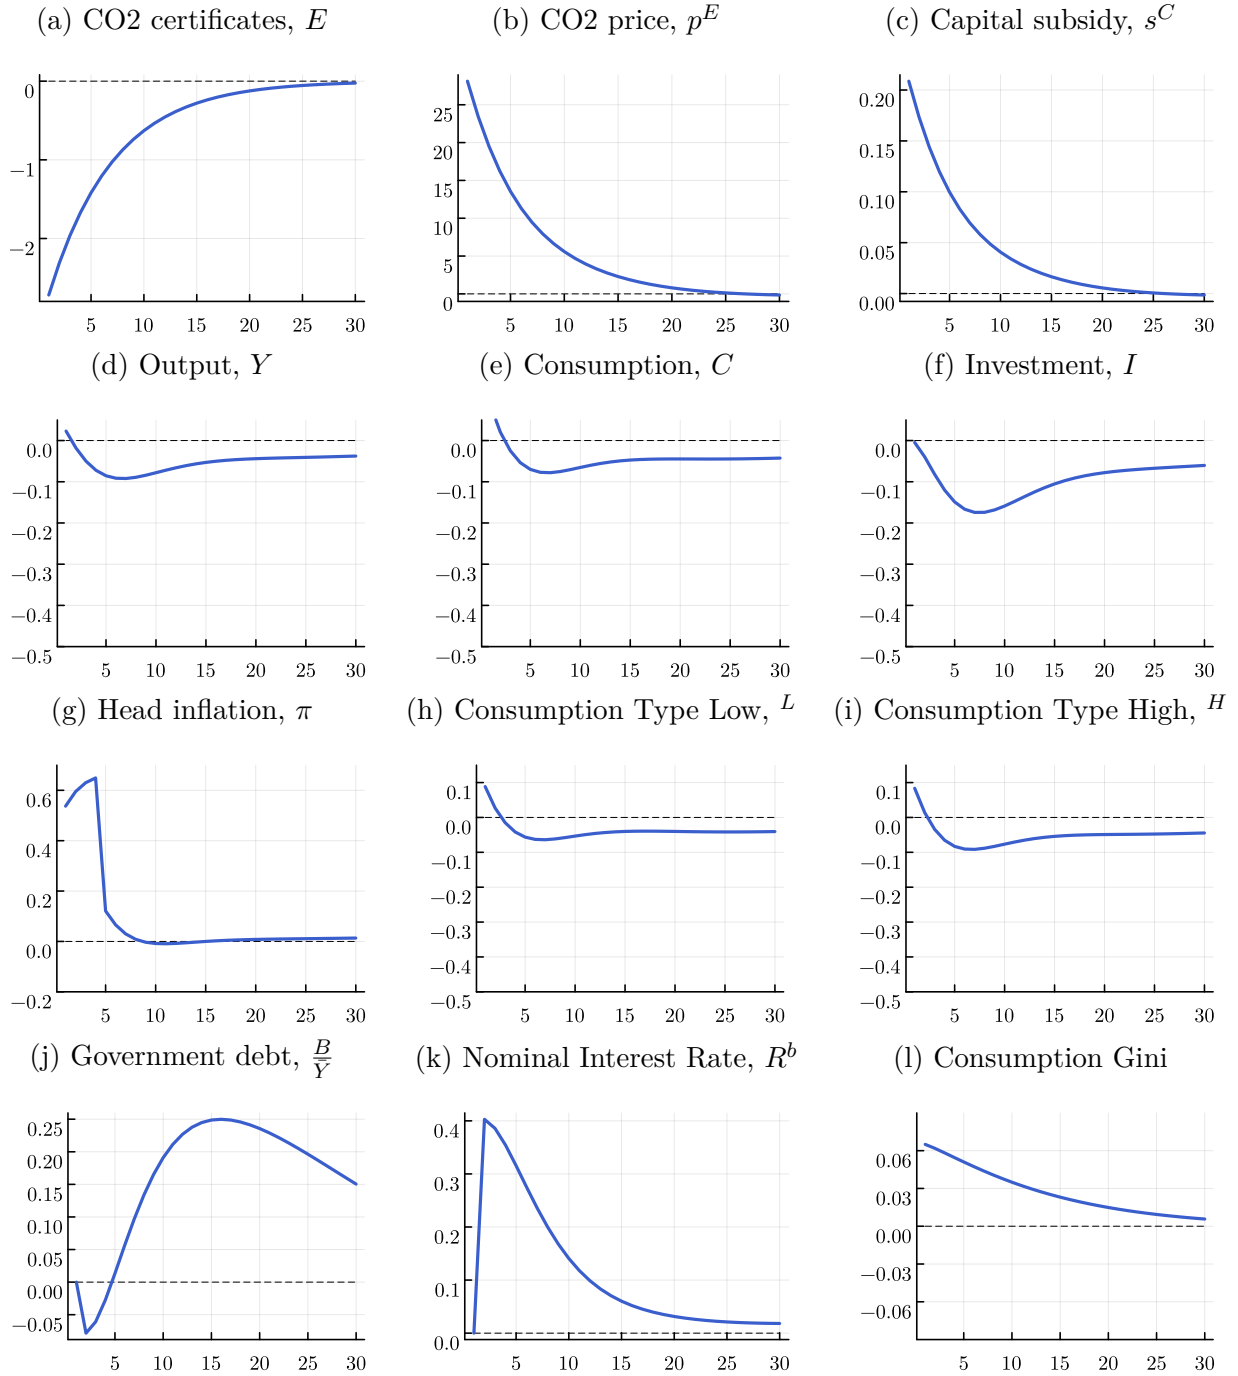 (a) CO2 certificates, E
(b) CO2 price, p^E
(c) Capital subsidy, s^C
0
−1
−2
5 10 15 20 25 30
25
20
15
10
5
0
5 10 15 20 25 30
0.20
0.15
0.10
0.05
0.00
5 10 15 20 25 30
(d) Output, Y
(e) Consumption, C
(f) Investment, I
0.0
−0.1
−0.2
−0.3
−0.4
−0.5
5 10 15 20 25 30
0.0
−0.1
−0.2
−0.3
−0.4
−0.5
5 10 15 20 25 30
0.0
−0.1
−0.2
−0.3
−0.4
−0.5
5 10 15 20 25 30
(g) Head inflation, π
(h) Consumption Type Low, ^L
(i) Consumption Type High, ^H
0.6
0.4
0.2
0.0
−0.2
5 10 15 20 25 30
0.1
0.0
−0.1
−0.2
−0.3
−0.4
−0.5
5 10 15 20 25 30
0.1
0.0
−0.1
−0.2
−0.3
−0.4
−0.5
5 10 15 20 25 30
(j) Government debt, B/Ȳ
(k) Nominal Interest Rate, R^b
(l) Consumption Gini
0.25
0.20
0.15
0.10
0.05
0.00
−0.05
5 10 15 20 25 30
0.4
0.3
0.2
0.1
0.0
5 10 15 20 25 30
0.06
0.03
0.00
−0.03
−0.06
5 10 15 20 25 30